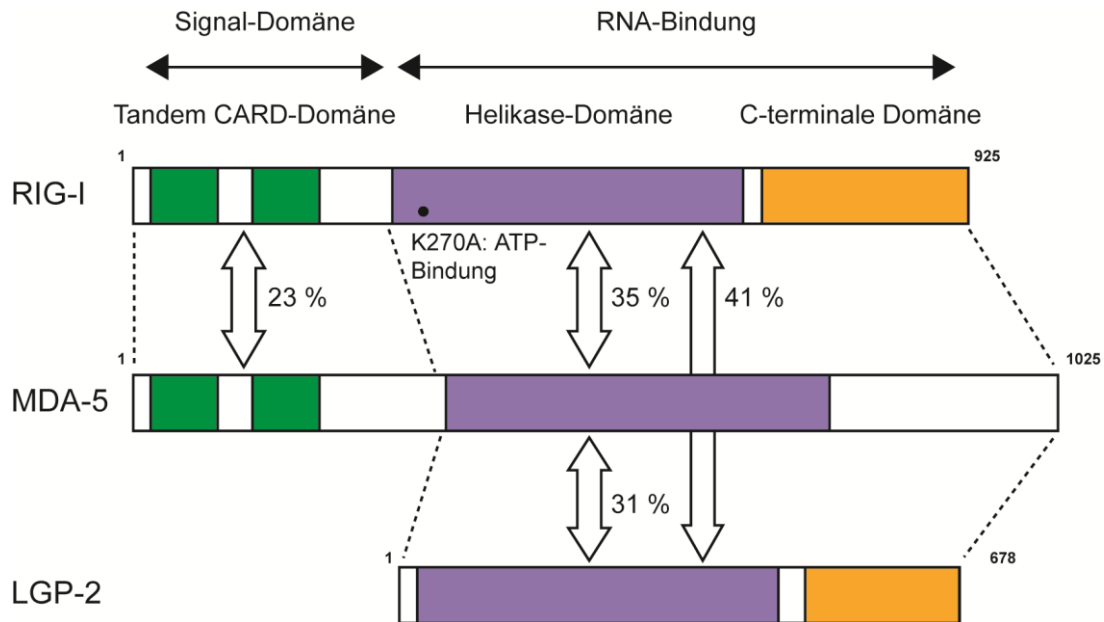 Signal-Domäne RNA-Bindung
Tandem CARD-Domäne Helikase-Domäne C-terminale Domäne
1 925
RIG-I
K270A: ATP-
Bindung
23 % 35 % 41 %
1 1025
MDA-5
31 %
1 678
LGP-2